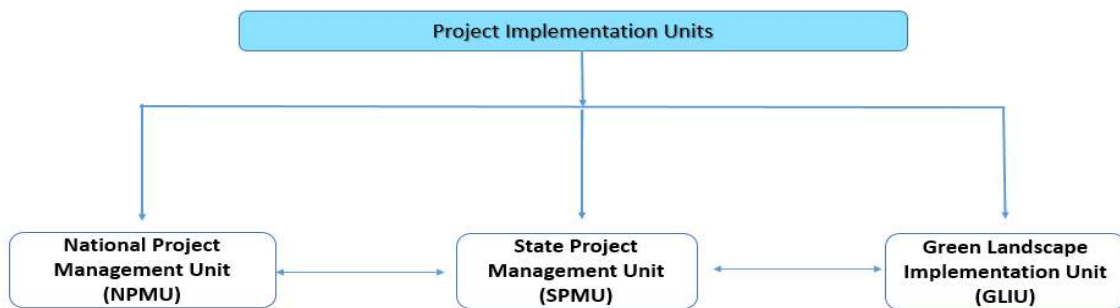 Project Implementation Units
National Project
Management Unit
(NPMU)
State Project
Management Unit
(SPMU)
Green Landscape
Implementation Unit
(GLIU)